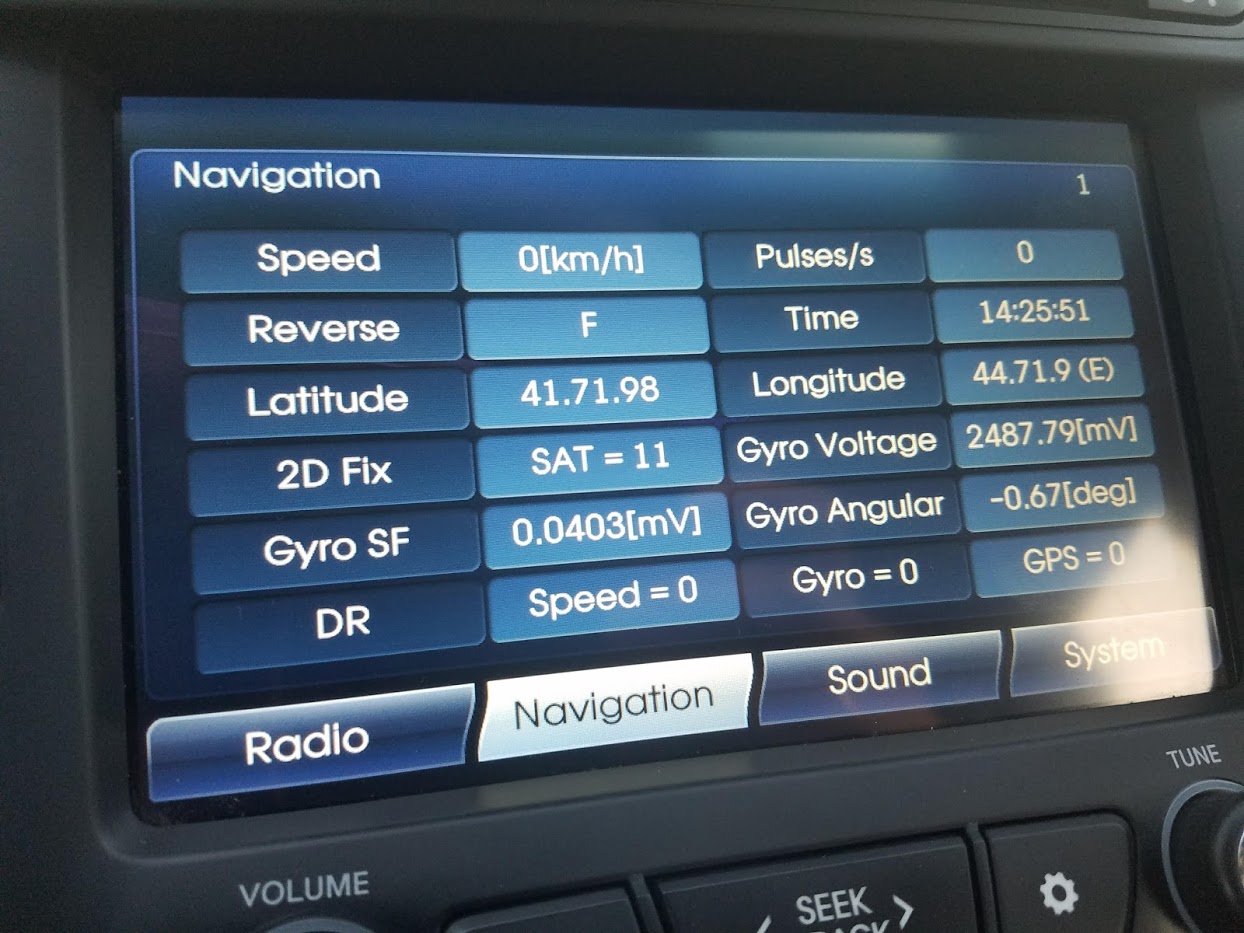 Navigation 1
Speed 0[km/h] Pulses/s 0
Reverse F Time 14:25:51
Latitude 41.71.98 Longitude 44.71.9 (E)
2D Fix SAT = 11 Gyro Voltage 2487.79[mV]
Gyro SF 0.0403[mV] Gyro Angular -0.67[deg]
DR Speed = 0 Gyro = 0 GPS = 0
Radio Navigation Sound System
TUNE
VOLUME
SEEK